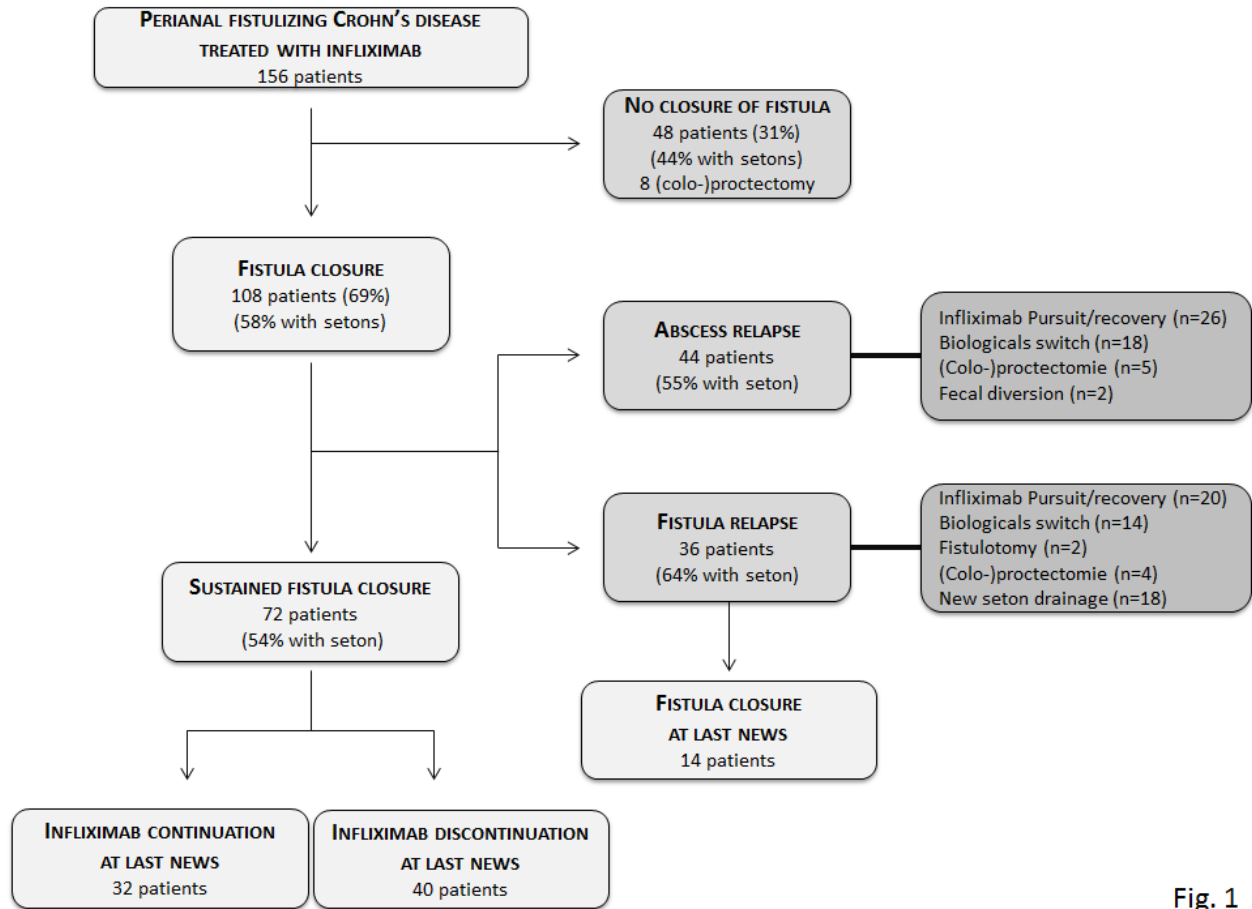 PERIANAL FISTULIZING CROHN'S DISEASE
TREATED WITH INFLIXIMAB
156 patients
NO CLOSURE OF FISTULA
48 patients (31%)
(44% with setons)
8 (colo-)proctectomy
FISTULA CLOSURE
108 patients (69%)
(58% with setons)
ABSCESS RELAPSE
44 patients
(55% with seton)
Infliximab Pursuit/recovery (n=26)
Biologicals switch (n=18)
(Colo-)proctectomie (n=5)
Fecal diversion (n=2)
FISTULA RELAPSE
36 patients
(64% with seton)
Infliximab Pursuit/recovery (n=20)
Biologicals switch (n=14)
Fistulotomy (n=2)
(Colo-)proctectomie (n=4)
New seton drainage (n=18)
SUSTAINED FISTULA CLOSURE
72 patients
(54% with seton)
FISTULA CLOSURE
AT LAST NEWS
14 patients
INFLIXIMAB CONTINUATION
AT LAST NEWS
32 patients
INFLIXIMAB DISCONTINUATION
AT LAST NEWS
40 patients
Fig. 1